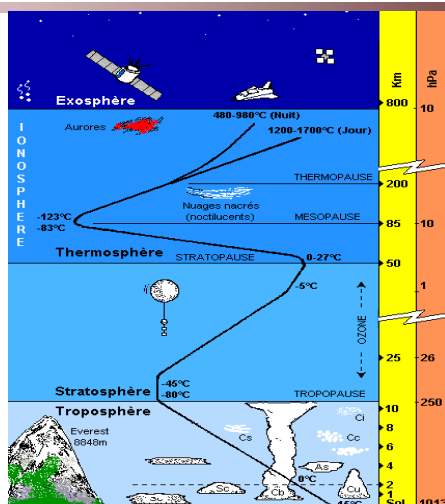 Km
hPa
Exosphère
800
10
480-980°C (Nuit)
Aurores
1200-1700°C (Jour)
IONOSPHERE
THERMOPAUSE
200
Nuages nacrés
(noctilucents)
-123°C
MESOPAUSE
85
10
-83°C
Thermosphère
STRATOPAUSE
0-27°C
50
-5°C
1
OZONE
25
26
-45°C
Stratosphère
-80°C
TROPOPAUSE
250
Troposphère
10
Ci
Everest
8848m
Cs
Cc
8
6
As
4
0°C
2
Sc
Cb
Cu
1